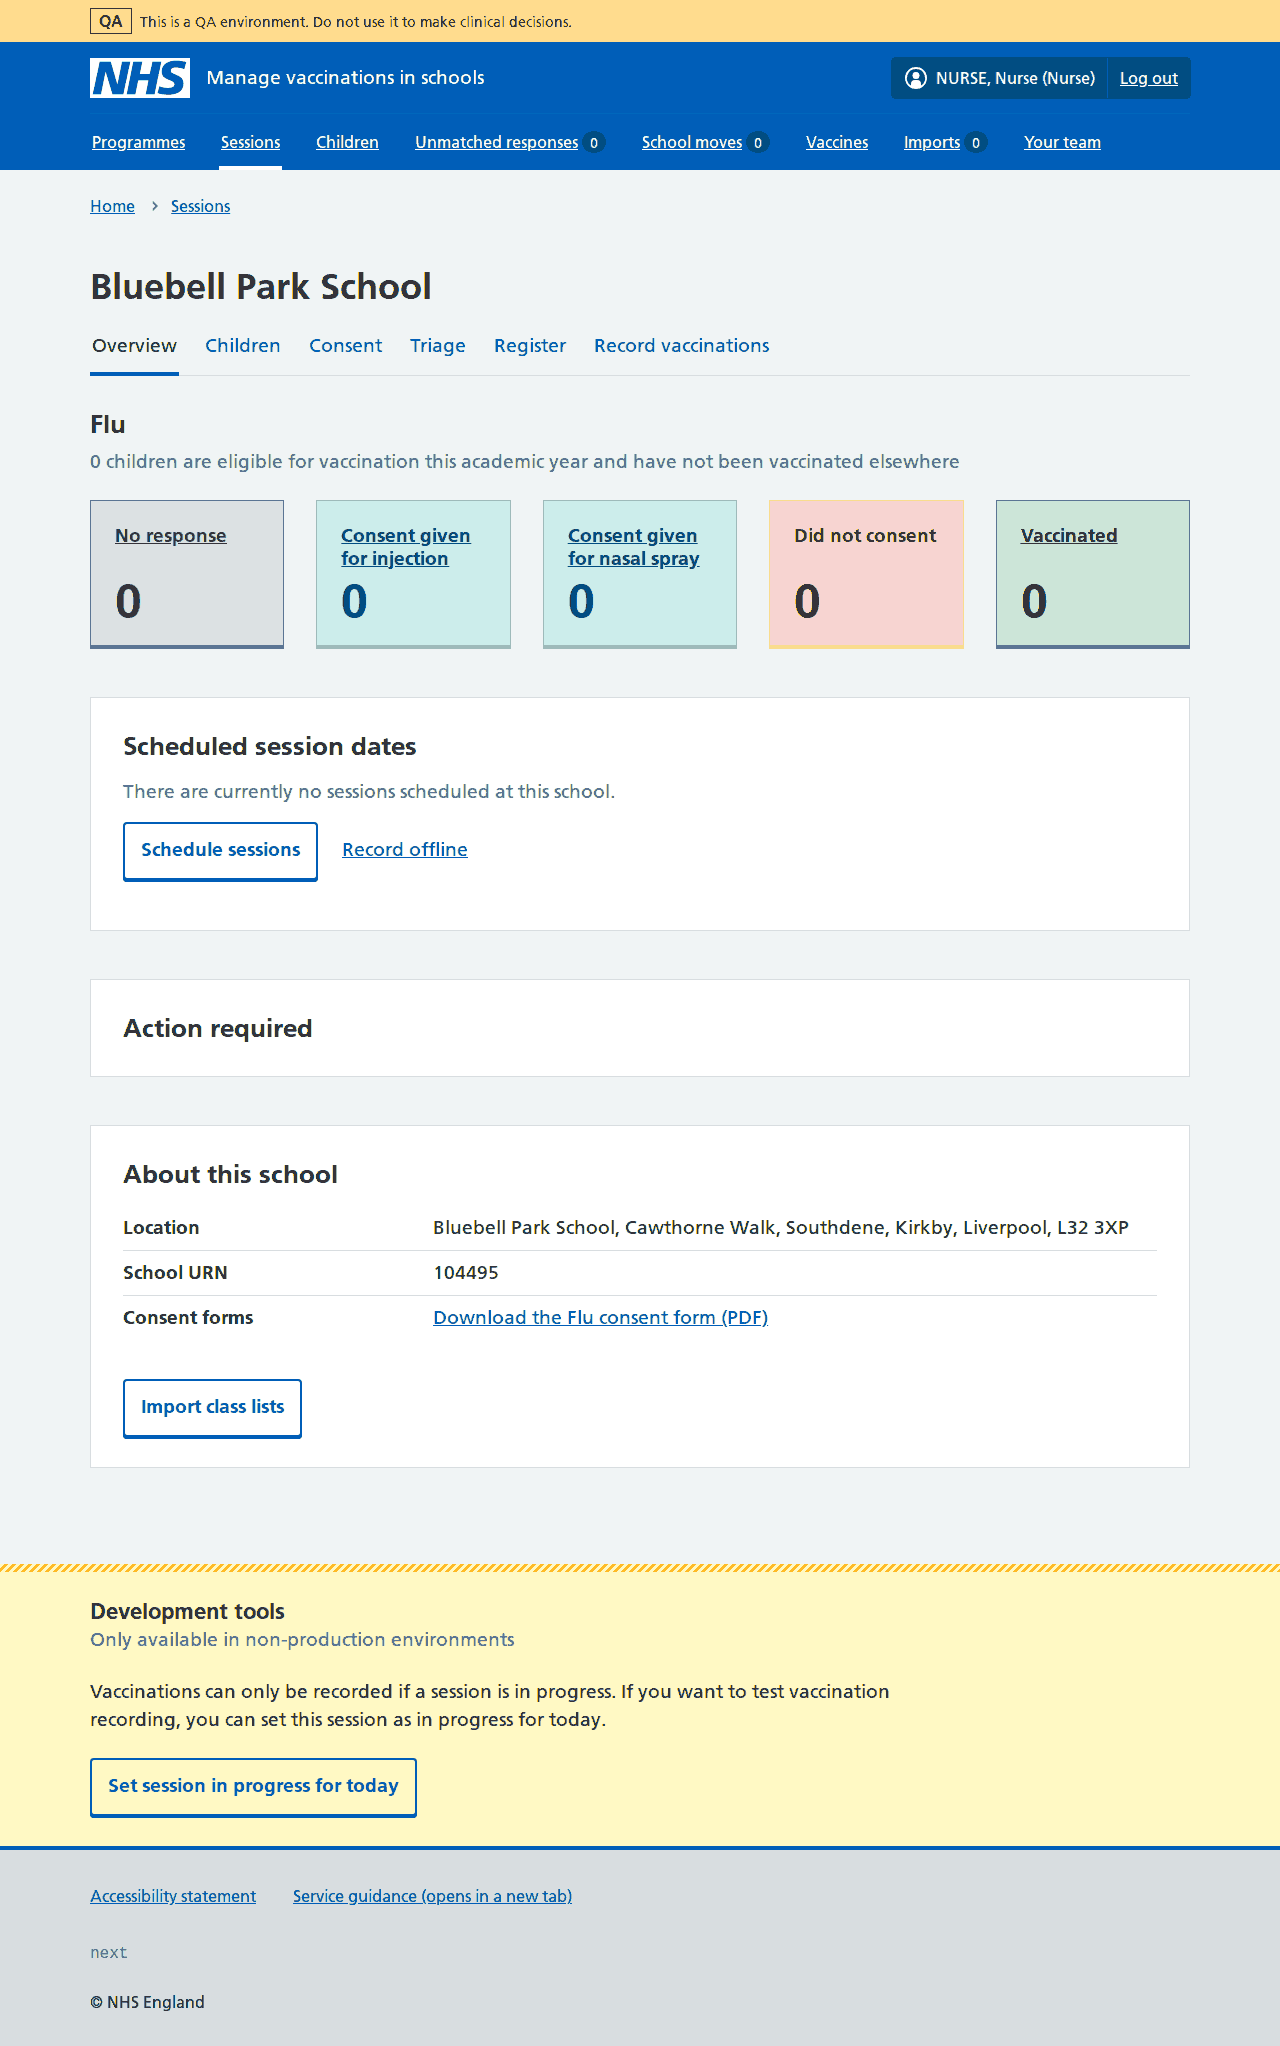 QA This is a QA environment. Do not use it to make clinical decisions.
NHS Manage vaccinations in schools NURSE, Nurse (Nurse) Log out
Programmes Sessions Children Unmatched responses 0 School moves 0 Vaccines Imports 0 Your team
Home Sessions
Bluebell Park School
Overview Children Consent Triage Register Record vaccinations
Flu
0 children are eligible for vaccination this academic year and have not been vaccinated elsewhere
No response
0
Consent given
for injection
0
Consent given
for nasal spray
0
Did not consent
0
Vaccinated
0
Scheduled session dates
There are currently no sessions scheduled at this school.
Schedule sessions Record offline
Action required
About this school
Location Bluebell Park School, Cawthorne Walk, Southdene, Kirkby, Liverpool, L32 3XP
School URN 104495
Consent forms Download the Flu consent form (PDF)
Import class lists
Development tools
Only available in non-production environments
Vaccinations can only be recorded if a session is in progress. If you want to test vaccination
recording, you can set this session as in progress for today.
Set session in progress for today
Accessibility statement Service guidance (opens in a new tab)
next
© NHS England